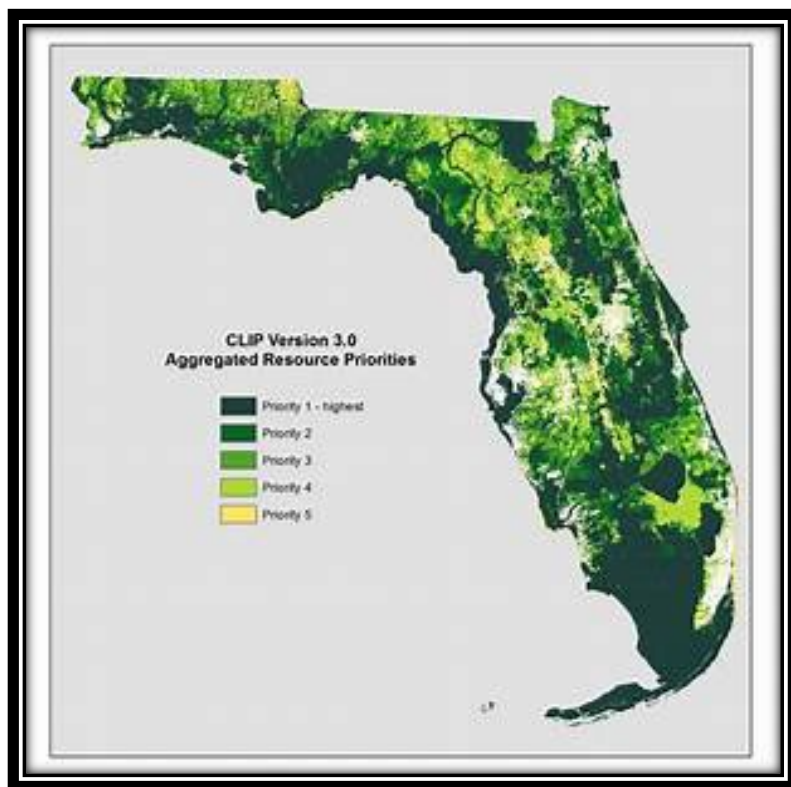 CLIP Version 3.0
Aggregated Resource Priorities
Priority 1 - highest
Priority 2
Priority 3
Priority 4
Priority 5